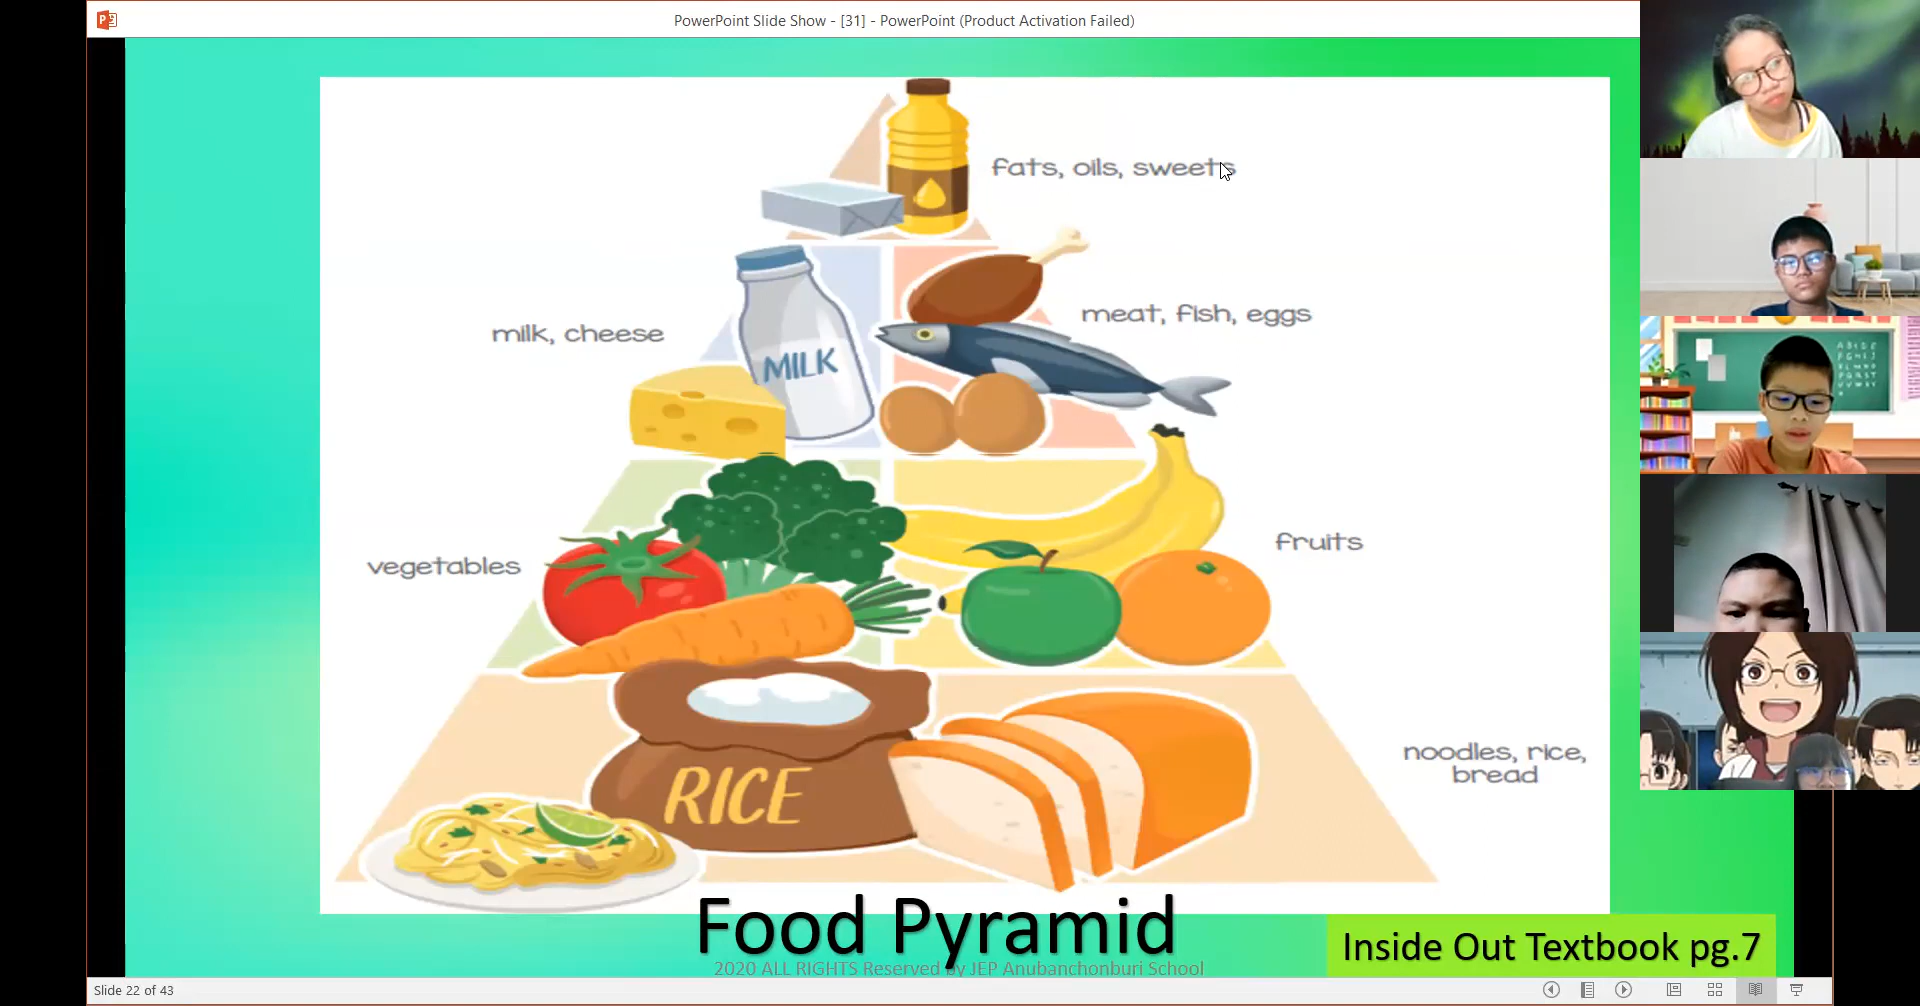 PowerPoint Slide Show - [31] - PowerPoint (Product Activation Failed)
fats, oils, sweets
milk, cheese
MILK
meat, fish, eggs
vegetables
fruits
RICE
noodles, rice,
bread
Food Pyramid
Inside Out Textbook pg.7
2020 ALL RIGHTS Reserved by JEP Anubanchonburi School
Slide 22 of 43